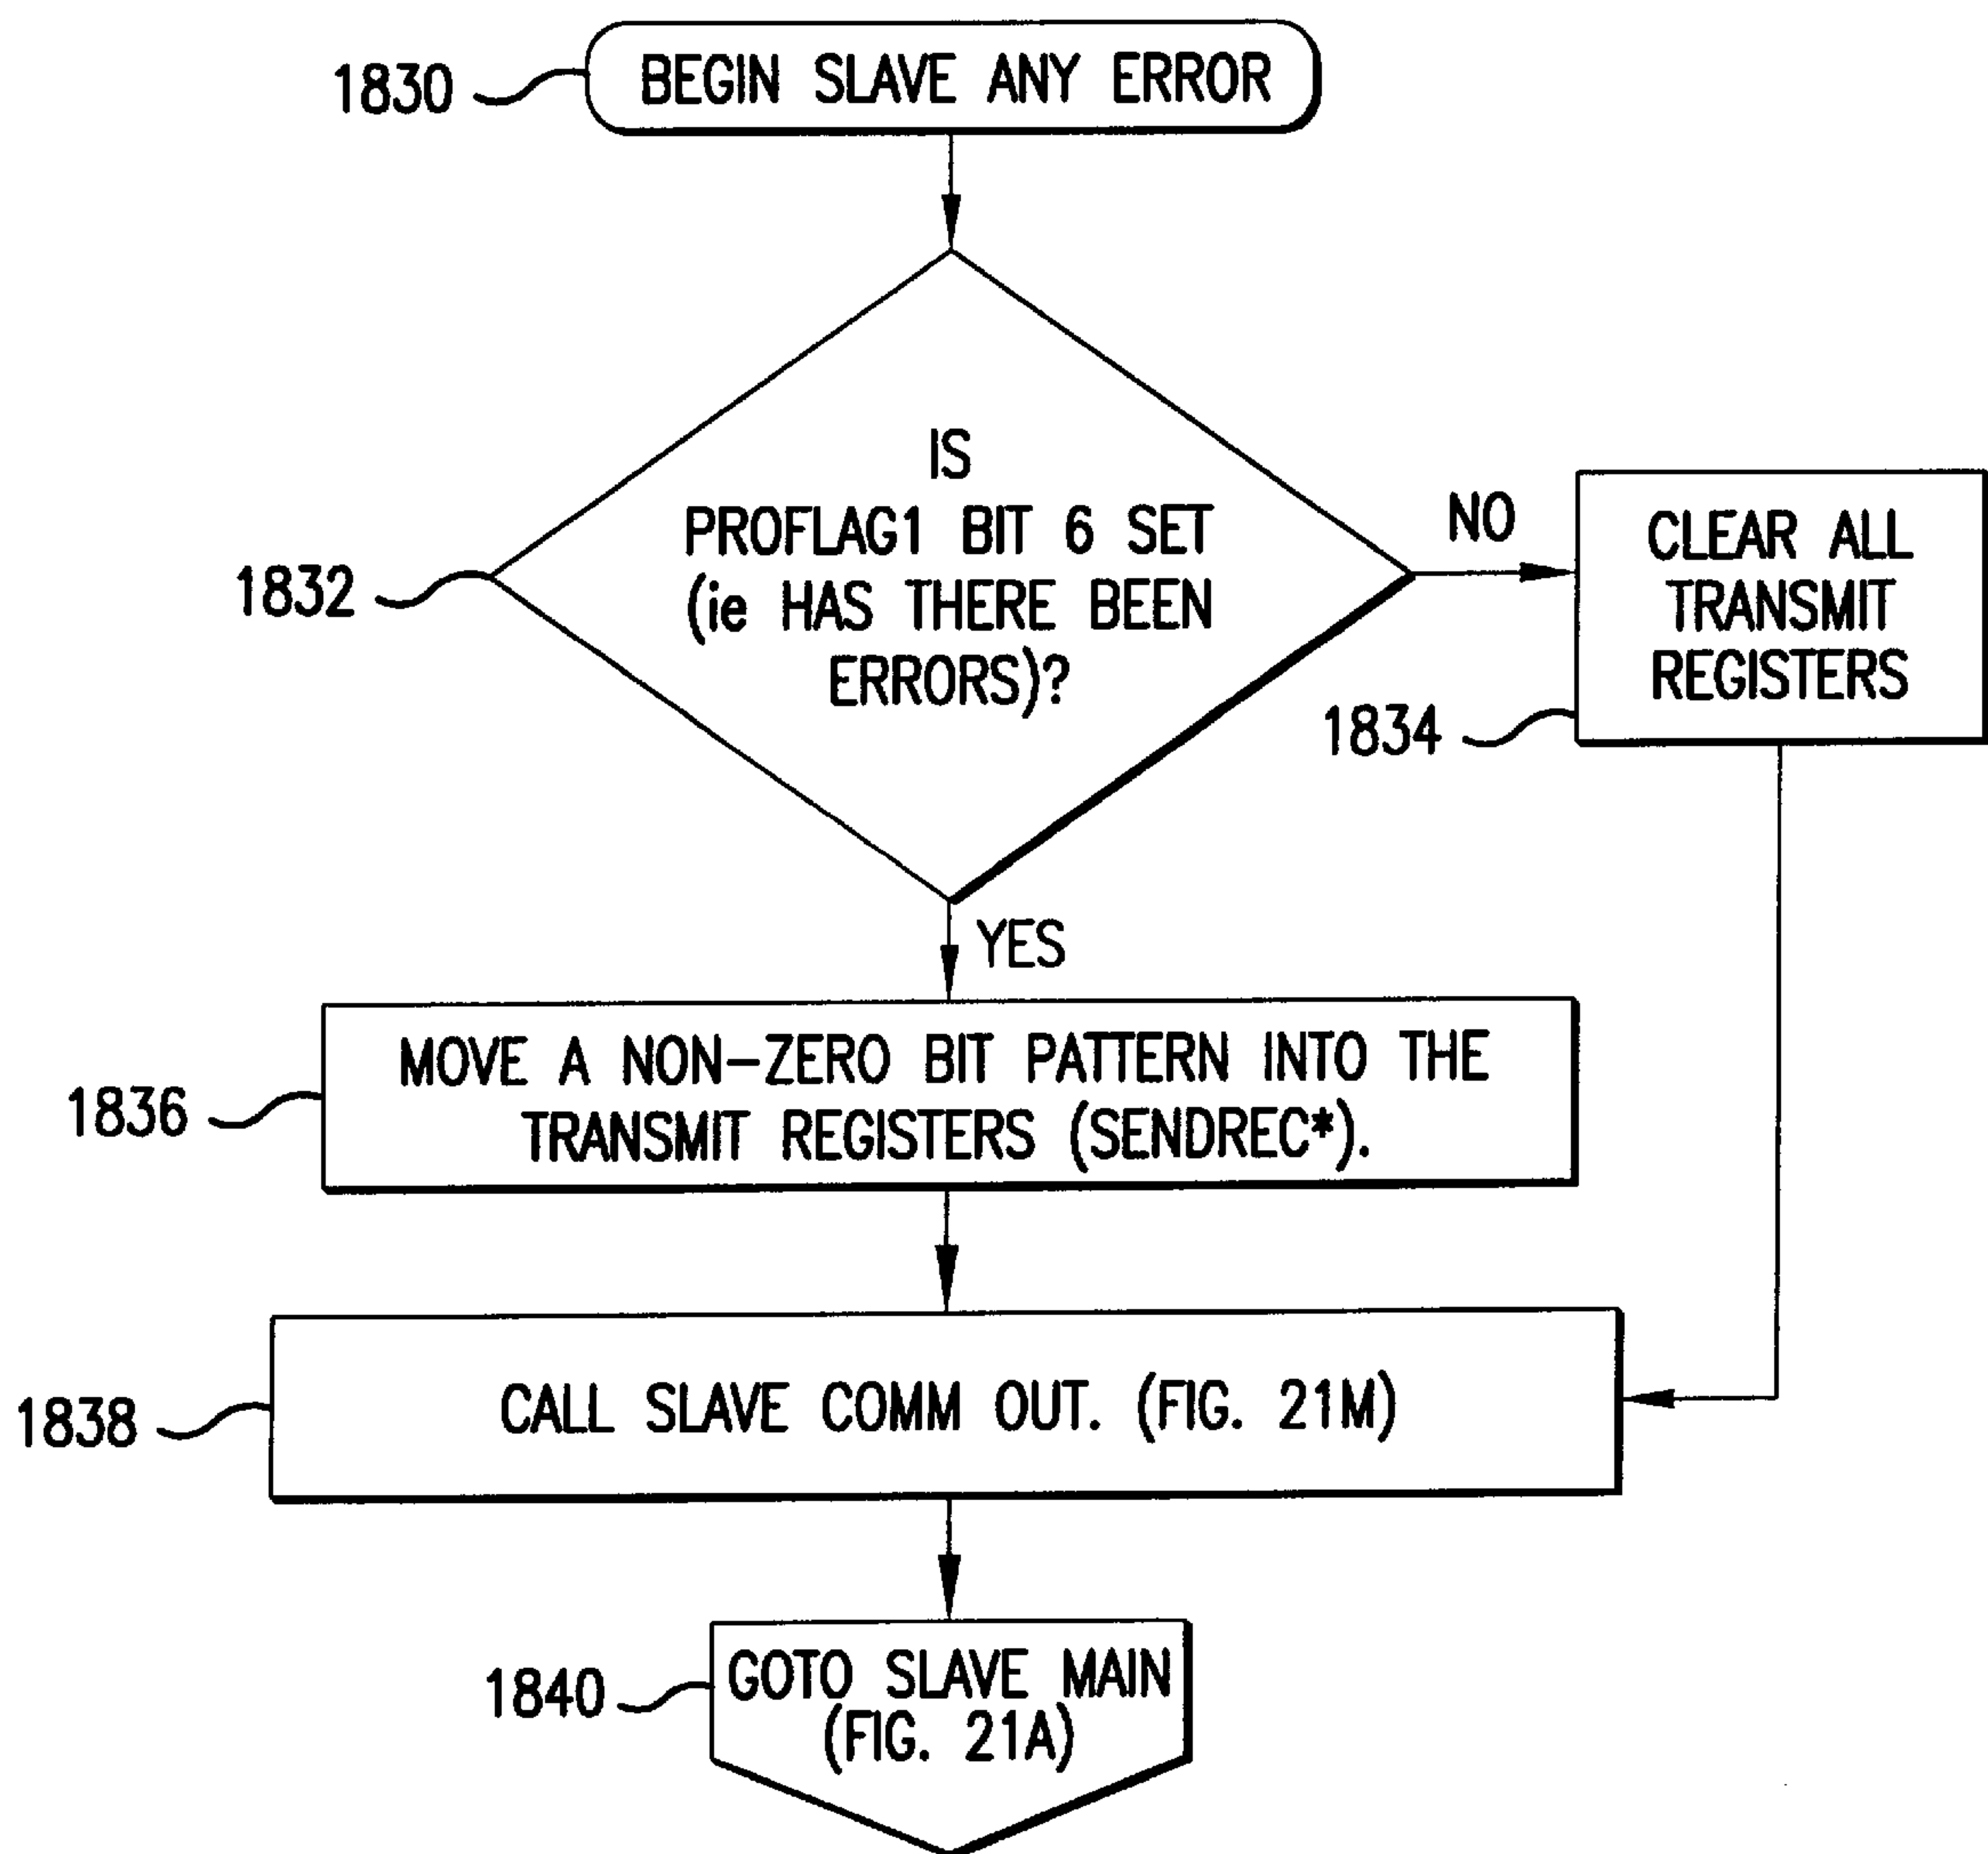 1830
BEGIN SLAVE ANY ERROR
IS
PROFLAG1 BIT 6 SET
(ie HAS THERE BEEN
ERRORS)?
1832
NO
CLEAR ALL
TRANSMIT
REGISTERS
1834
YES
MOVE A NON-ZERO BIT PATTERN INTO THE
TRANSMIT REGISTERS (SENDREC*).
1836
CALL SLAVE COMM OUT. (FIG. 21M)
1838
GOTO SLAVE MAIN
(FIG. 21A)
1840